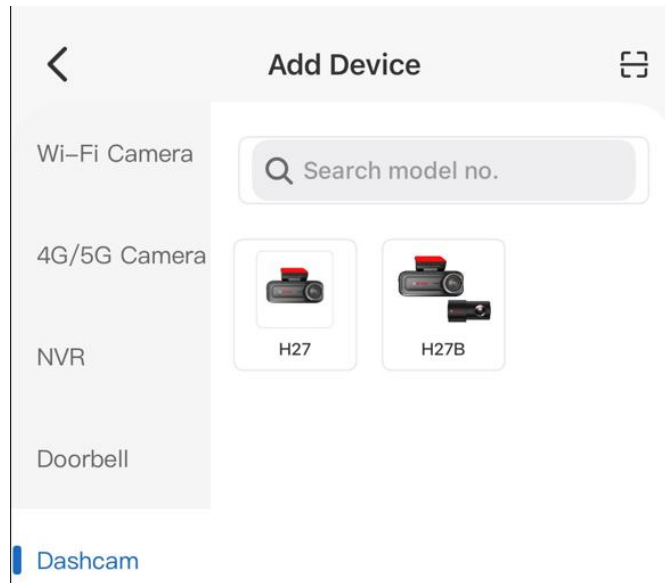 Add Device
Wi-Fi Camera
Search model no.
4G/5G Camera
H27
H27B
NVR
Doorbell
Dashcam